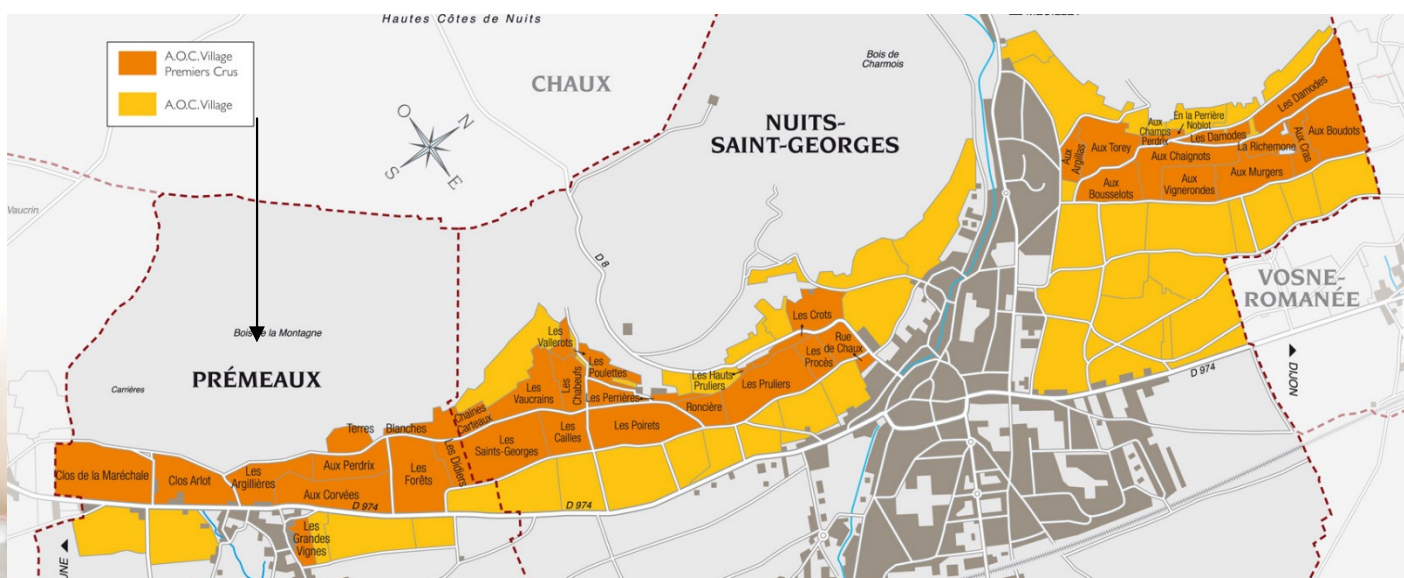 Hautes Côtes de Nuits
A.O.C. Village
Premiers Crus
A.O.C. Village
CHAUX
Bois de
Charmois
NUITS-
SAINT-GEORGES
O
N
S
E
Vaucrin
D 8
En la Perrière
Noblot
Les Damodes
Aux
Champs
Perdrix
Les Damodes
Aux Boudots
Aux
Argillas
Aux Torey
Aux Chaignots
La Richemone
Aux Cras
Aux
Bousselots
Aux
Vignerondes
Aux Murgers
VOSNE-
ROMANÉE
DIJON
D 974
Bois de la Montagne
PRÉMEAUX
Carrières
Les
Vallerots
Les
Poulettes
Les Crots
Rue
de Chaux
Les
Procès
Les Hauts
Pruliers
Les Pruliers
Les
Vaucrains
Les
Chabeufs
Les Perrières
Roncière
Chaines
Carteaux
Terres Blanches
Les
Saints-Georges
Les
Cailles
Les Poirets
Les Didiers
Clos de la Maréchale
Clos Arlot
Les
Argillières
Aux Perdrix
Les
Forêts
Aux Corvées
D 974
D 974
Les
Grandes
Vignes